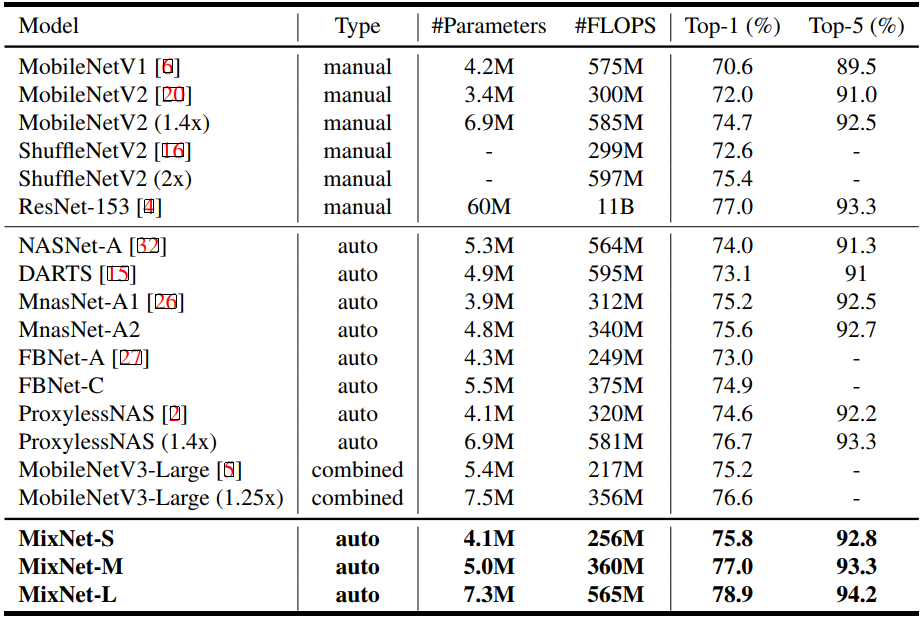 Model Type #Parameters #FLOPS Top-1 (%) Top-5 (%)
MobileNetV1 [6] manual 4.2M 575M 70.6 89.5
MobileNetV2 [20] manual 3.4M 300M 72.0 91.0
MobileNetV2 (1.4x) manual 6.9M 585M 74.7 92.5
ShuffleNetV2 [16] manual - 299M 72.6 -
ShuffleNetV2 (2x) manual - 597M 75.4 -
ResNet-153 [4] manual 60M 11B 77.0 93.3
NASNet-A [32] auto 5.3M 564M 74.0 91.3
DARTS [15] auto 4.9M 595M 73.1 91
MnasNet-A1 [26] auto 3.9M 312M 75.2 92.5
MnasNet-A2 auto 4.8M 340M 75.6 92.7
FBNet-A [27] auto 4.3M 249M 73.0 -
FBNet-C auto 5.5M 375M 74.9 -
ProxylessNAS [2] auto 4.1M 320M 74.6 92.2
ProxylessNAS (1.4x) auto 6.9M 581M 76.7 93.3
MobileNetV3-Large [5] combined 5.4M 217M 75.2 -
MobileNetV3-Large (1.25x) combined 7.5M 356M 76.6 -
MixNet-S auto 4.1M 256M 75.8 92.8
MixNet-M auto 5.0M 360M 77.0 93.3
MixNet-L auto 7.3M 565M 78.9 94.2